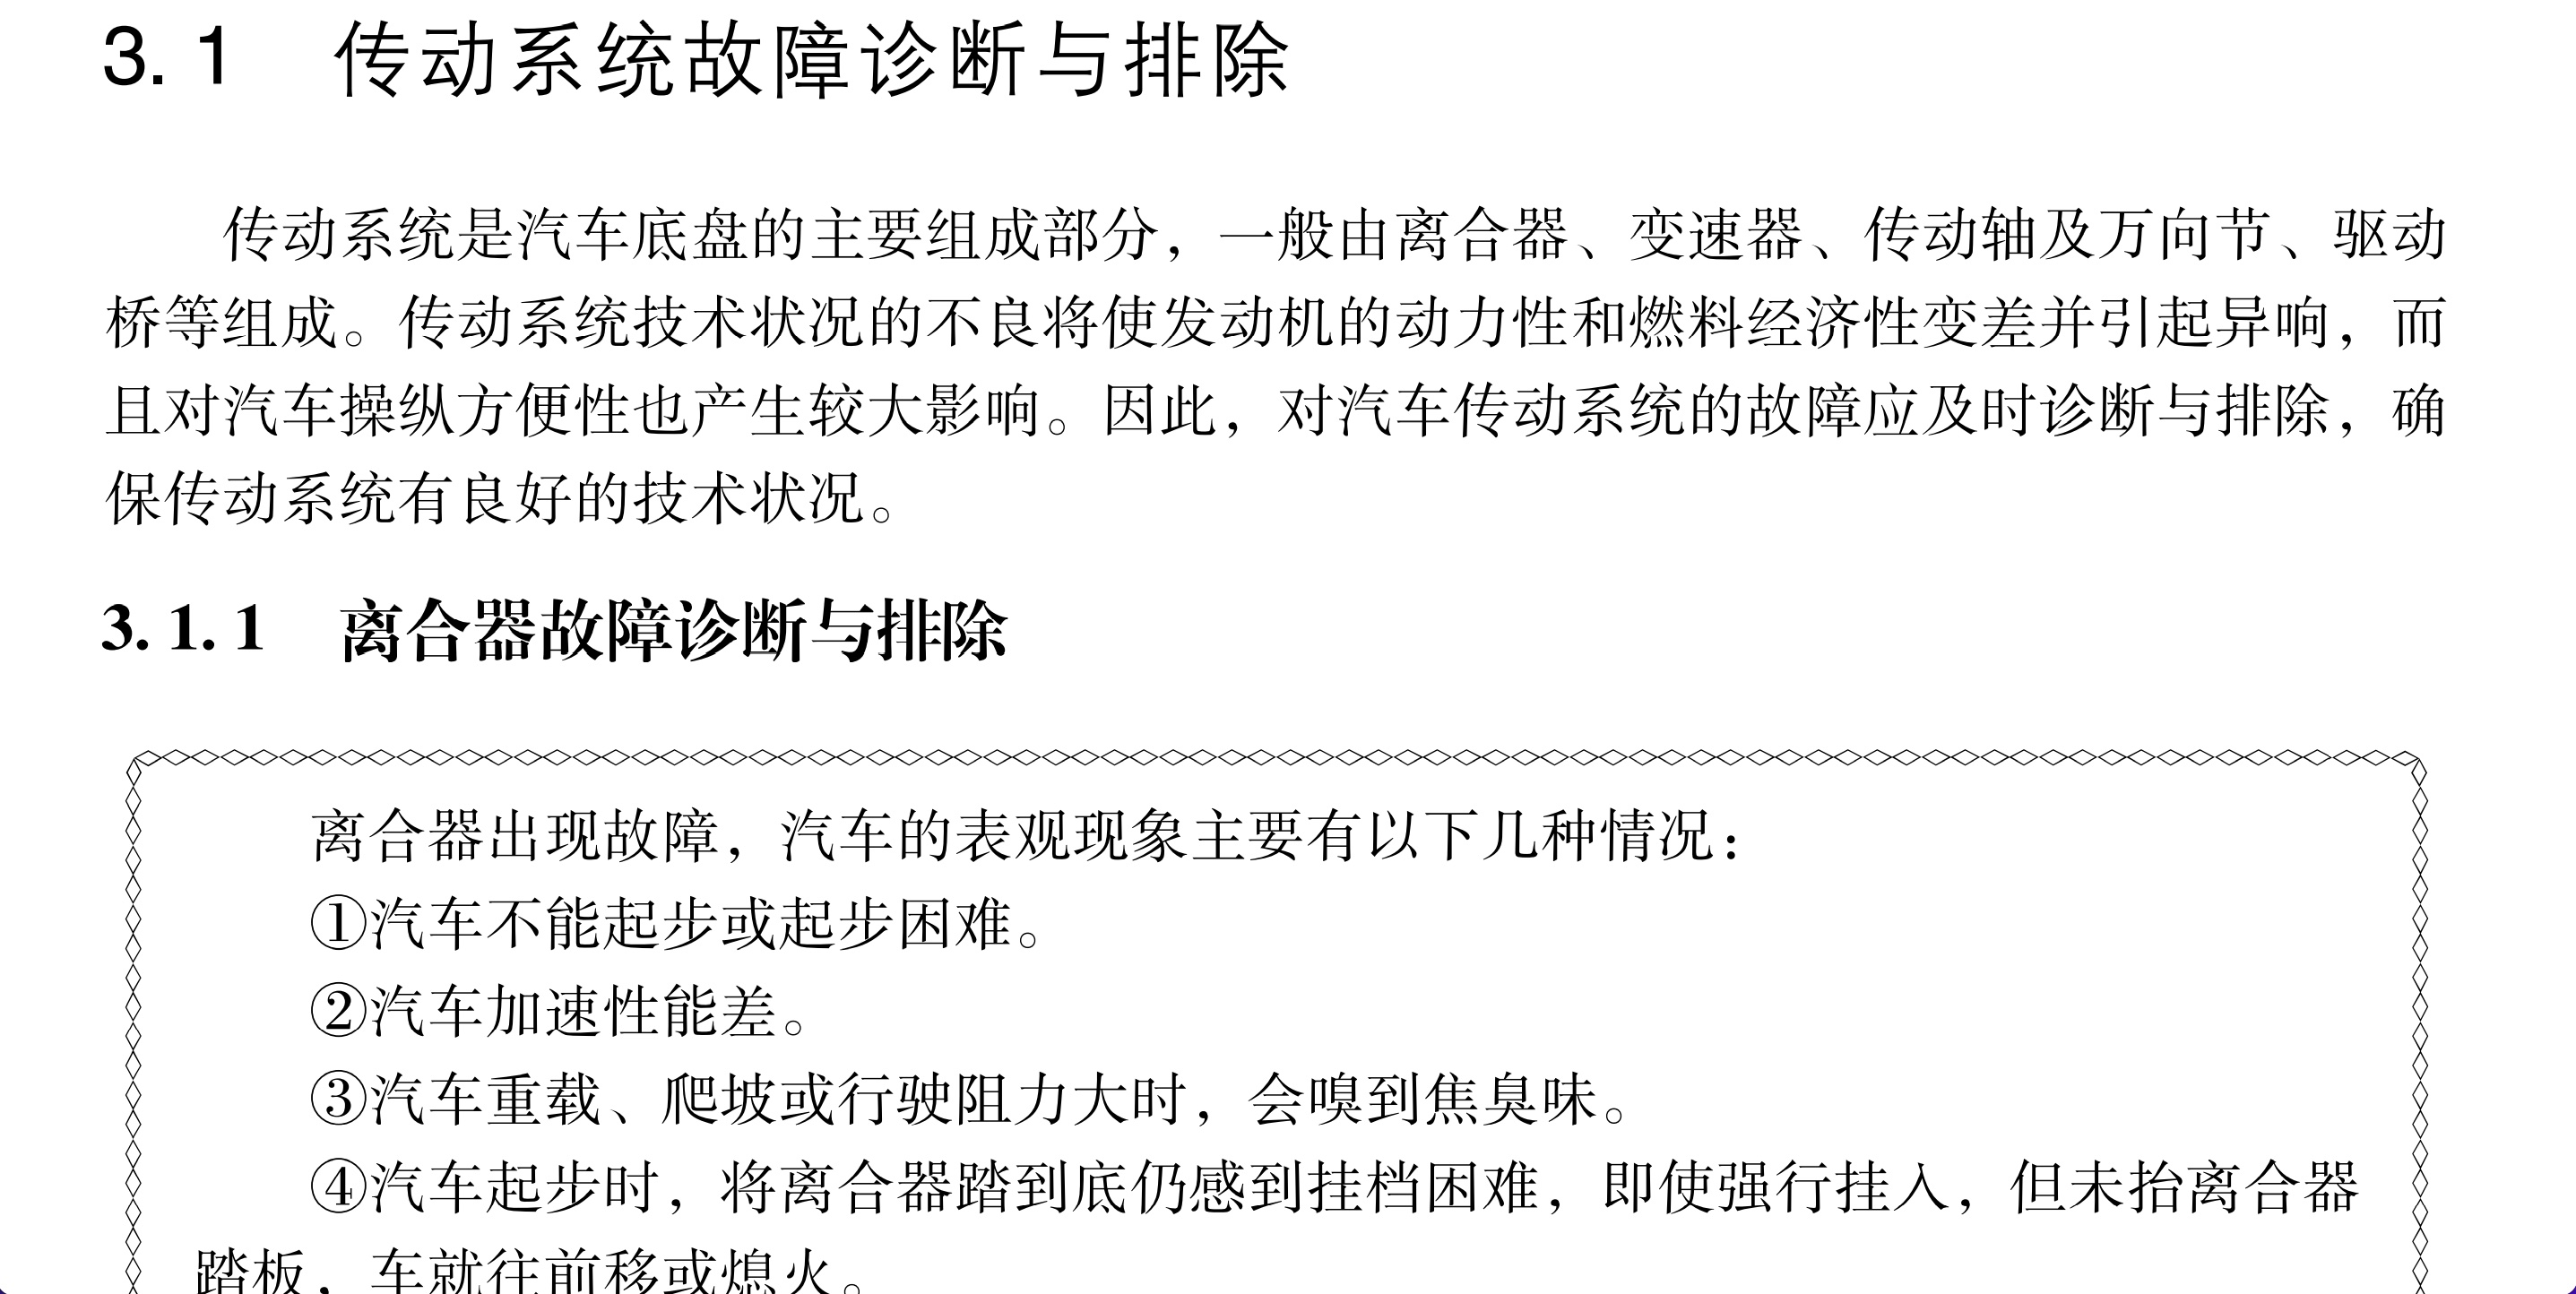 3.1 传动系统故障诊断与排除
传动系统是汽车底盘的主要组成部分，一般由离合器、变速器、传动轴及万向节、驱动
桥等组成。传动系统技术状况的不良将使发动机的动力性和燃料经济性变差并引起异响，而
且对汽车操纵方便性也产生较大影响。因此，对汽车传动系统的故障应及时诊断与排除，确
保传动系统有良好的技术状况。
3.1.1 离合器故障诊断与排除
离合器出现故障，汽车的表观现象主要有以下几种情况：
①汽车不能起步或起步困难。
②汽车加速性能差。
③汽车重载、爬坡或行驶阻力大时，会嗅到焦臭味。
④汽车起步时，将离合器踏到底仍感到挂档困难，即使强行挂入，但未抬离合器
踏板，车就往前移或熄火。